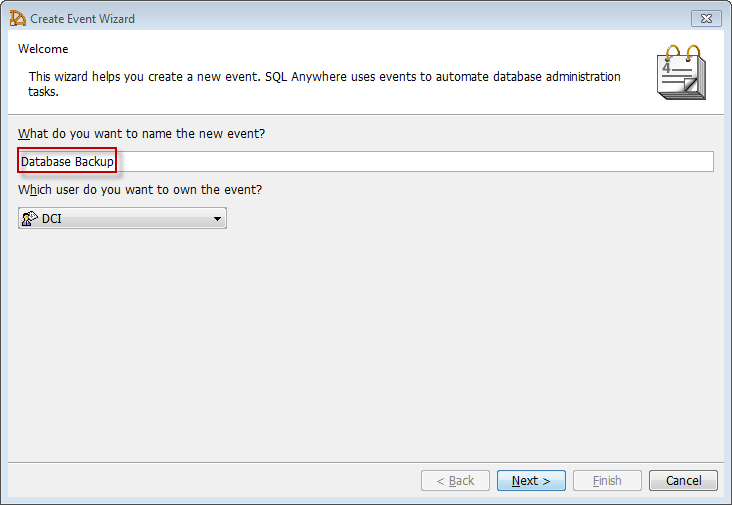 Create Event Wizard
Welcome
This wizard helps you create a new event. SQL Anywhere uses events to automate database administration
tasks.
4
What do you want to name the new event?
Database Backup
Which user do you want to own the event?
DCI
< Back Next > Finish Cancel